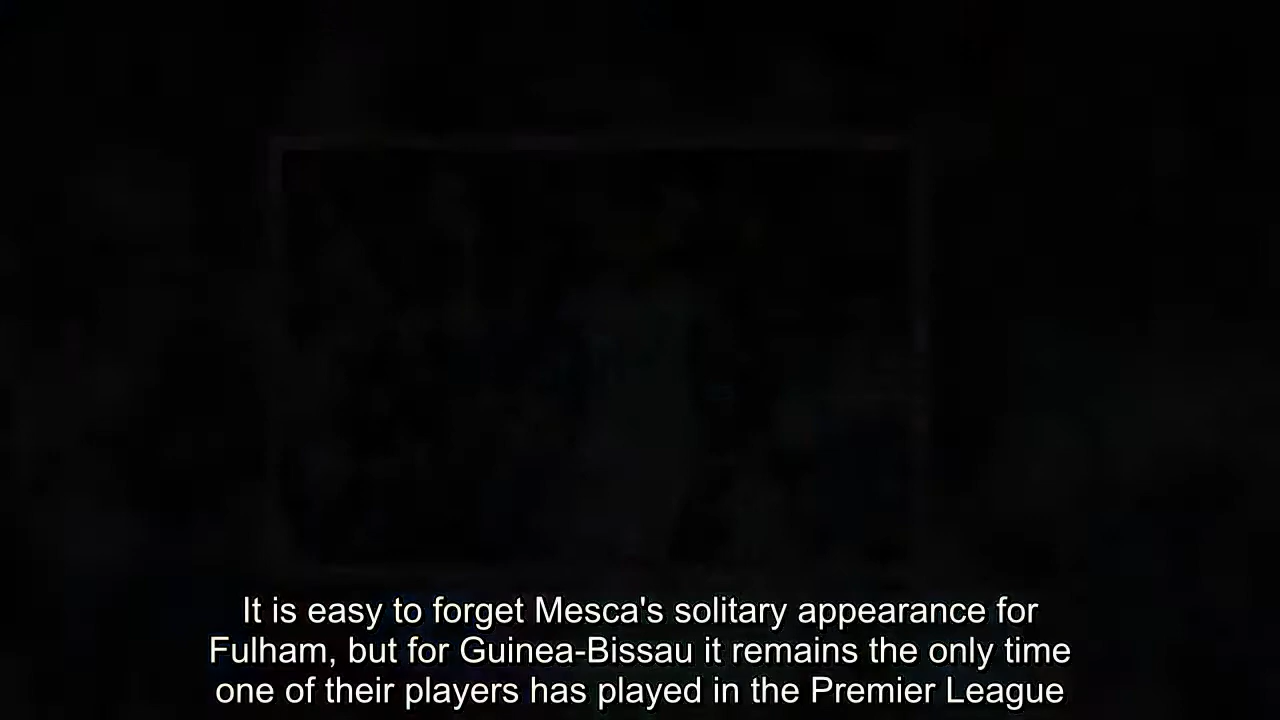 It is easy to forget Mesca's solitary appearance for
Fulham, but for Guinea-Bissau it remains the only time
one of their players has played in the Premier League